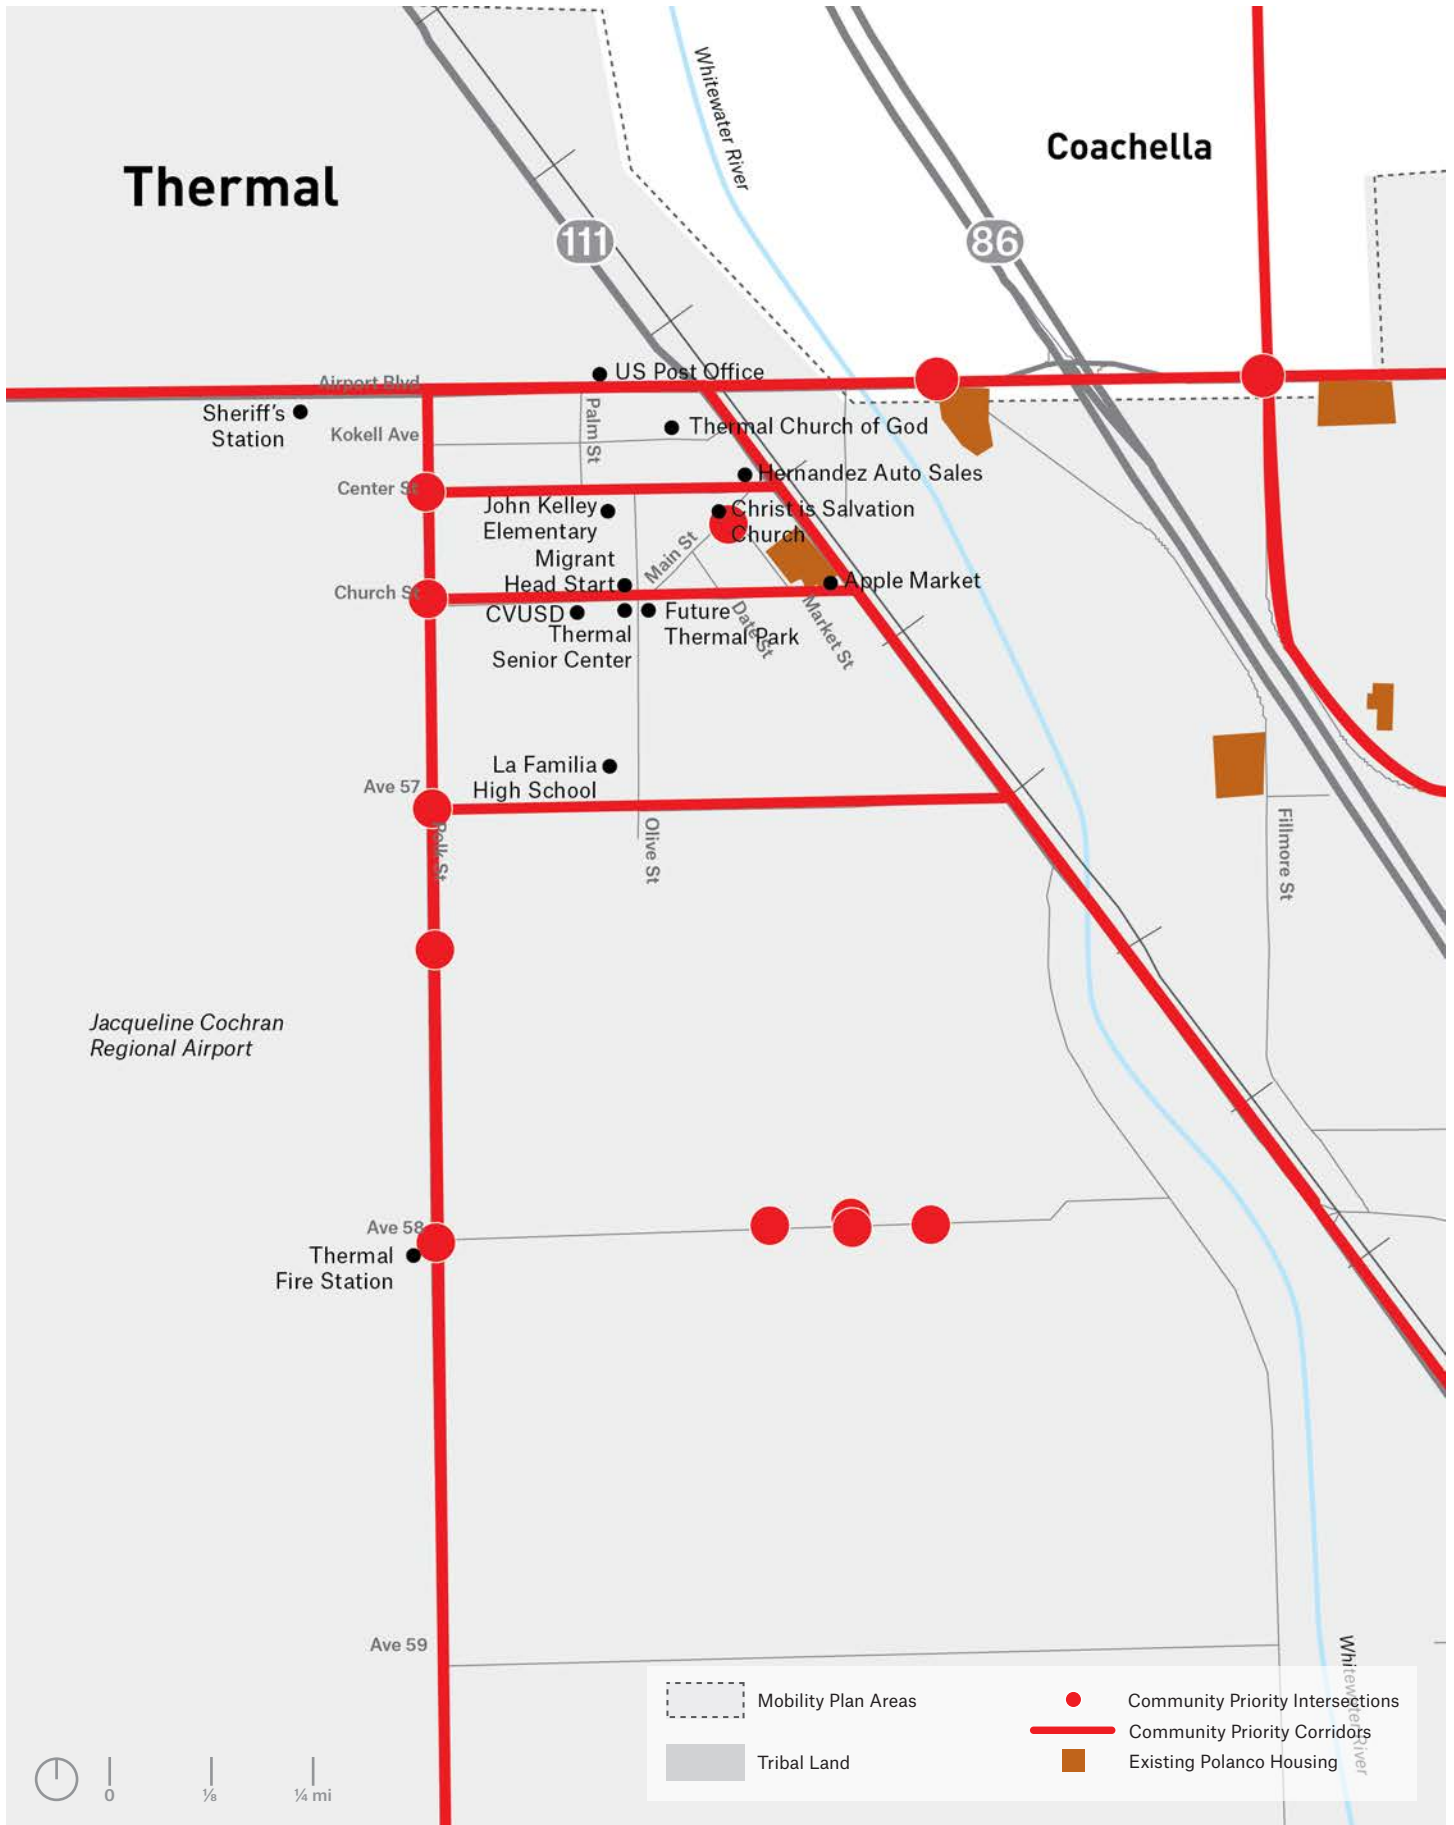 Whitewater River
Coachella
Thermal
111
86
US Post Office
Airport Blvd
Sheriff's
Station
Palm St
Kokell Ave
Thermal Church of God
Hernandez Auto Sales
Center St
John Kelley
Elementary
Christ is Salvation
Church
Main St
Migrant
Head Start
Apple Market
Church St
CVUSD
Future
Thermal Park
Thermal
Senior Center
Date St
Market St
La Familia
High School
Ave 57
Polk St
Olive St
Fillmore St
Jacqueline Cochran
Regional Airport
Ave 58
Thermal
Fire Station
Ave 59
Whitewater River
Mobility Plan Areas
Tribal Land
Community Priority Intersections
Community Priority Corridors
Existing Polanco Housing
0
⅛
¼ mi